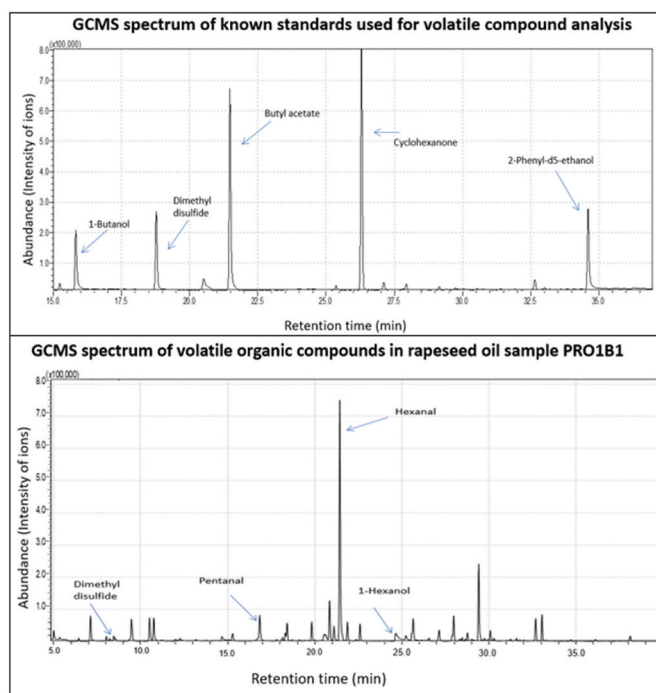 GCMS spectrum of known standards used for volatile compound analysis
(x100,000)
8.0
7.0
6.0
5.0
4.0
3.0
2.0
1.0
Abundance (Intensity of ions)
1-Butanol
Dimethyl
disulfide
Butyl acetate
Cyclohexanone
2-Phenyl-d5-ethanol
15.0 17.5 20.0 22.5 25.0 27.5 30.0 32.5 35.0
Retention time (min)
GCMS spectrum of volatile organic compounds in rapeseed oil sample PRO1B1
(x100,000)
8.0
7.0
6.0
5.0
4.0
3.0
2.0
1.0
Abundance (Intensity of ions)
Hexanal
Dimethyl
disulfide
Pentanal
1-Hexanol
5.0 10.0 15.0 20.0 25.0 30.0 35.0
Retention time (min)